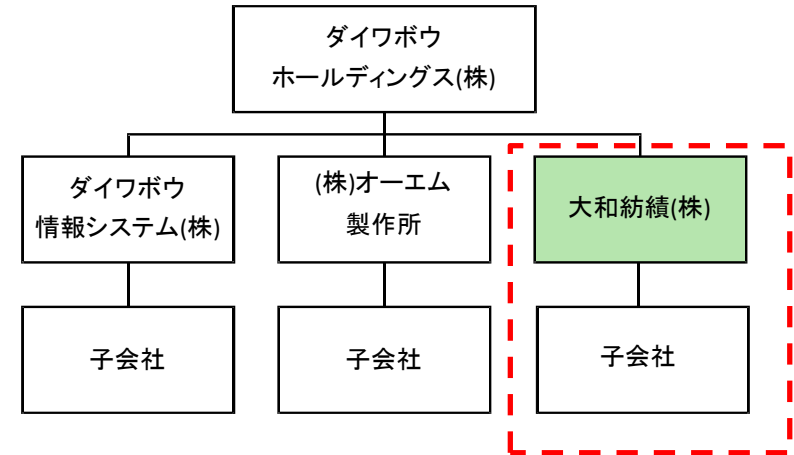 ダイワボウ
ホールディングス(株)
ダイワボウ
情報システム(株)
(株)オーエム
製作所
大和紡績(株)
子会社
子会社
子会社